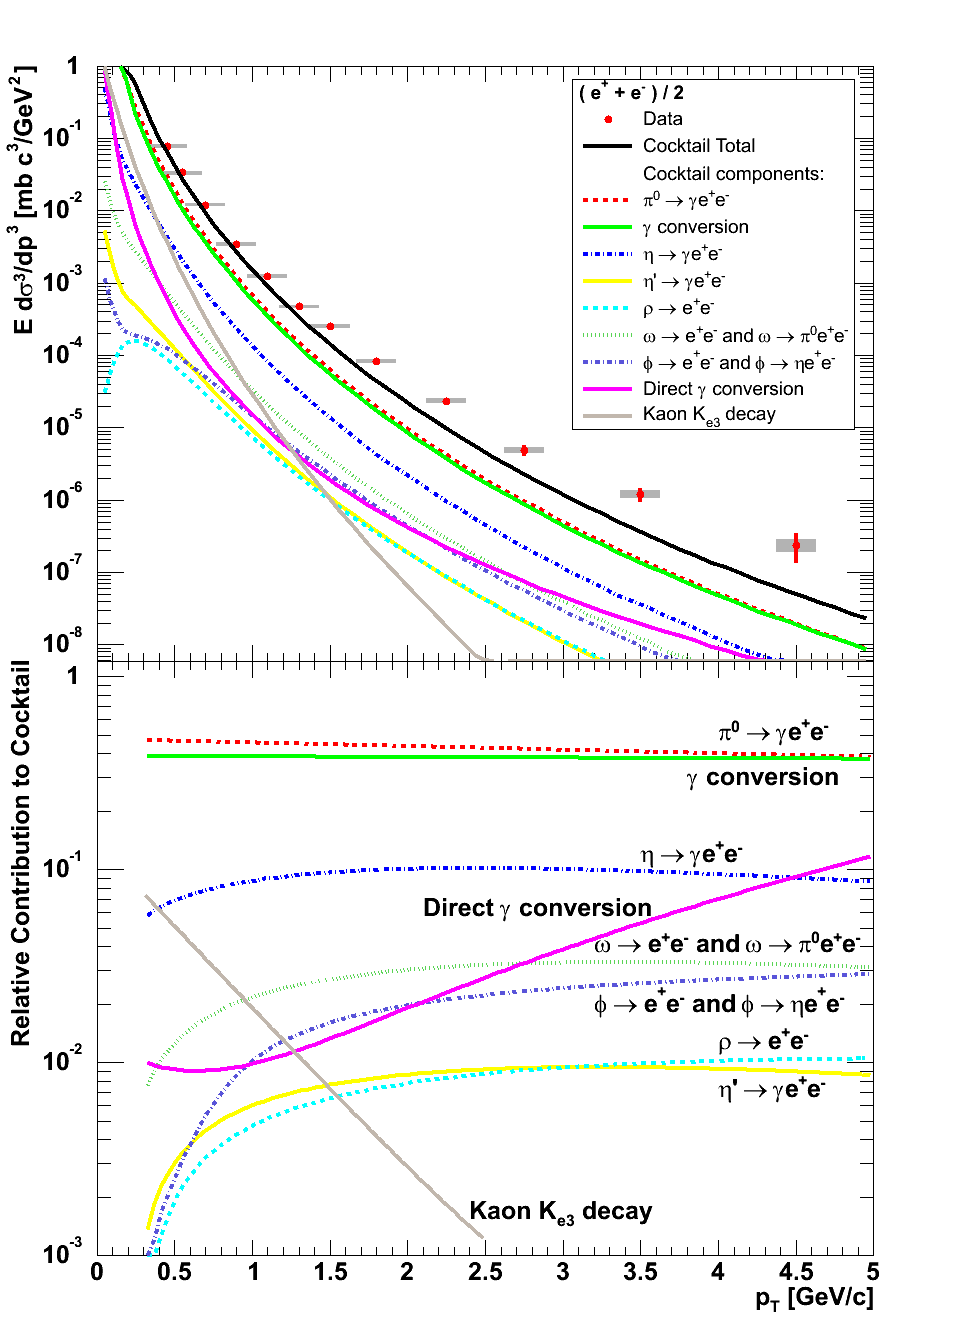 E dσ³/dp³ [mb c³/GeV²]
1
10⁻¹
10⁻²
10⁻³
10⁻⁴
10⁻⁵
10⁻⁶
10⁻⁷
10⁻⁸
( e⁺ + e⁻ ) / 2
Data
Cocktail Total
Cocktail components:
π⁰ → γe⁺e⁻
γ conversion
η → γe⁺e⁻
η' → γe⁺e⁻
ρ → e⁺e⁻
ω → e⁺e⁻ and ω → π⁰e⁺e⁻
ϕ → e⁺e⁻ and ϕ → ηe⁺e⁻
Direct γ conversion
Kaon Kₑ₃ decay
Relative Contribution to Cocktail
1
10⁻¹
10⁻²
10⁻³
π⁰ → γe⁺e⁻
γ conversion
η → γe⁺e⁻
Direct γ conversion
ω → e⁺e⁻ and ω → π⁰e⁺e⁻
ϕ → e⁺e⁻ and ϕ → ηe⁺e⁻
ρ → e⁺e⁻
η' → γe⁺e⁻
Kaon Kₑ₃ decay
0 0.5 1 1.5 2 2.5 3 3.5 4 4.5 5
p_T [GeV/c]